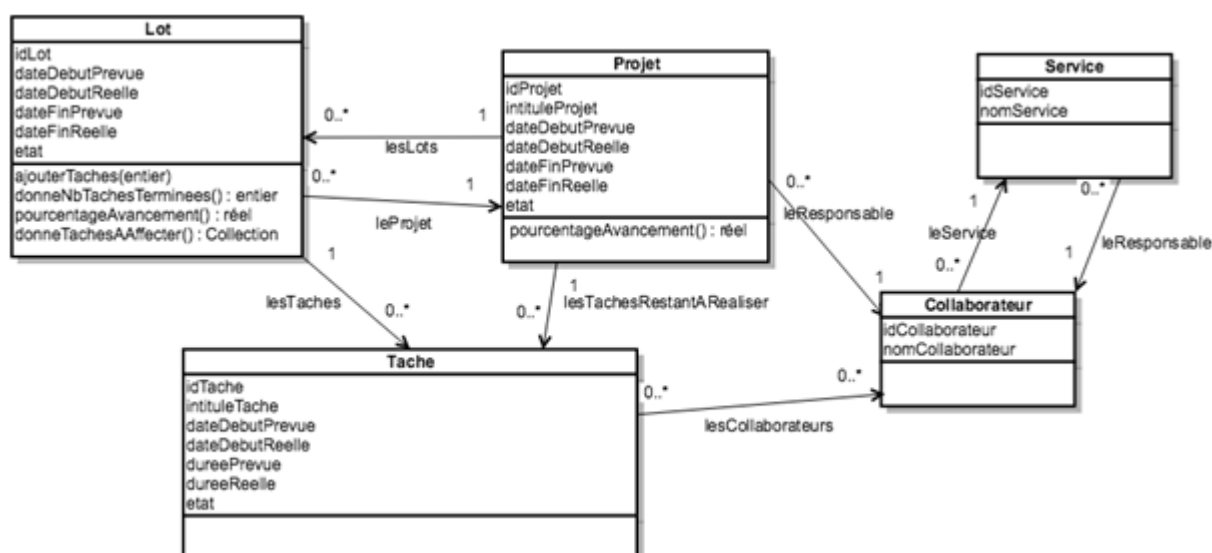 Lot
idLot
dateDebutPrevue
dateDebutReelle
dateFinPrevue
dateFinReelle
etat
ajouterTaches(entier)
donneNbTachesTerminees() : entier
pourcentageAvancement() : réel
donneTachesAAffecter() : Collection
0..*
1
lesLots
0..*
1
leProjet
Projet
idProjet
intituleProjet
dateDebutPrevue
dateDebutReelle
dateFinPrevue
dateFinReelle
etat
pourcentageAvancement() : réel
Service
idService
nomService
0..*
leResponsable
1
1
leService
0..*
0..*
leResponsable
1
1
lesTaches
0..*
1
lesTachesRestantARealiser
0..*
Collaborateur
idCollaborateur
nomCollaborateur
Tache
idTache
intituleTache
dateDebutPrevue
dateDebutReelle
dureePrevue
dureeReelle
etat
0..*
0..*
lesCollaborateurs